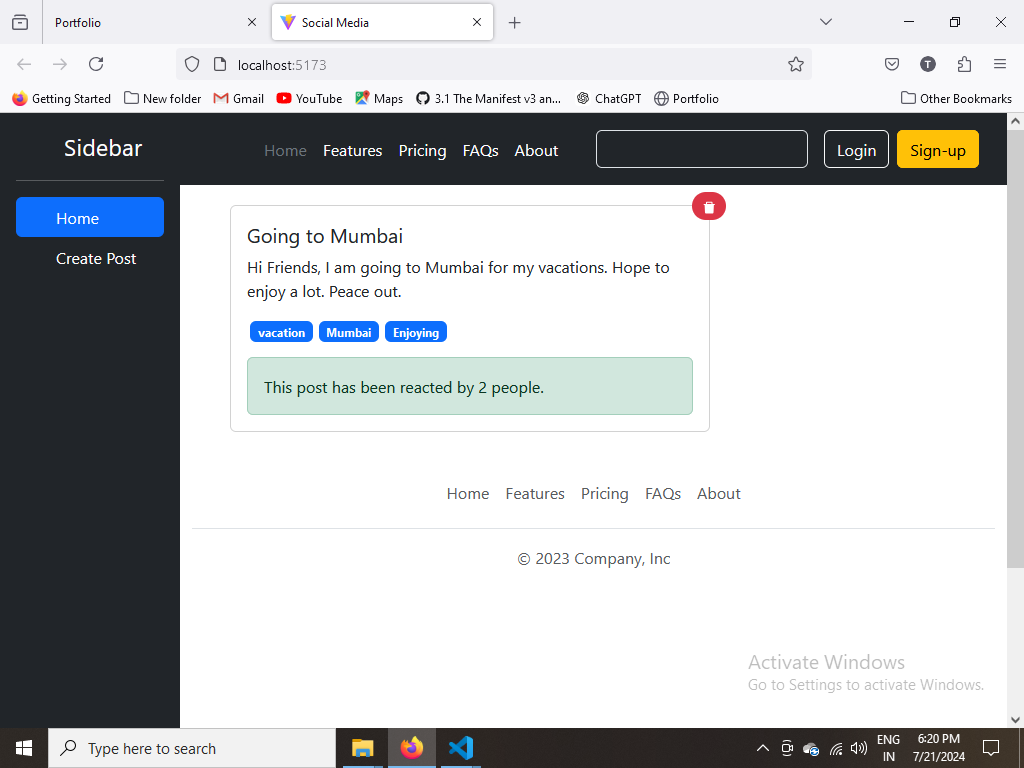 Portfolio
Social Media
localhost:5173
Getting Started New folder Gmail YouTube Maps 3.1 The Manifest v3 an... ChatGPT Portfolio Other Bookmarks
T
Sidebar
Home Features Pricing FAQs About Login Sign-up
Home
Create Post
Going to Mumbai
Hi Friends, I am going to Mumbai for my vacations. Hope to
enjoy a lot. Peace out.
vacation Mumbai Enjoying
This post has been reacted by 2 people.
Home Features Pricing FAQs About
© 2023 Company, Inc
Activate Windows
Go to Settings to activate Windows.
Type here to search
ENG
IN
6:20 PM
7/21/2024